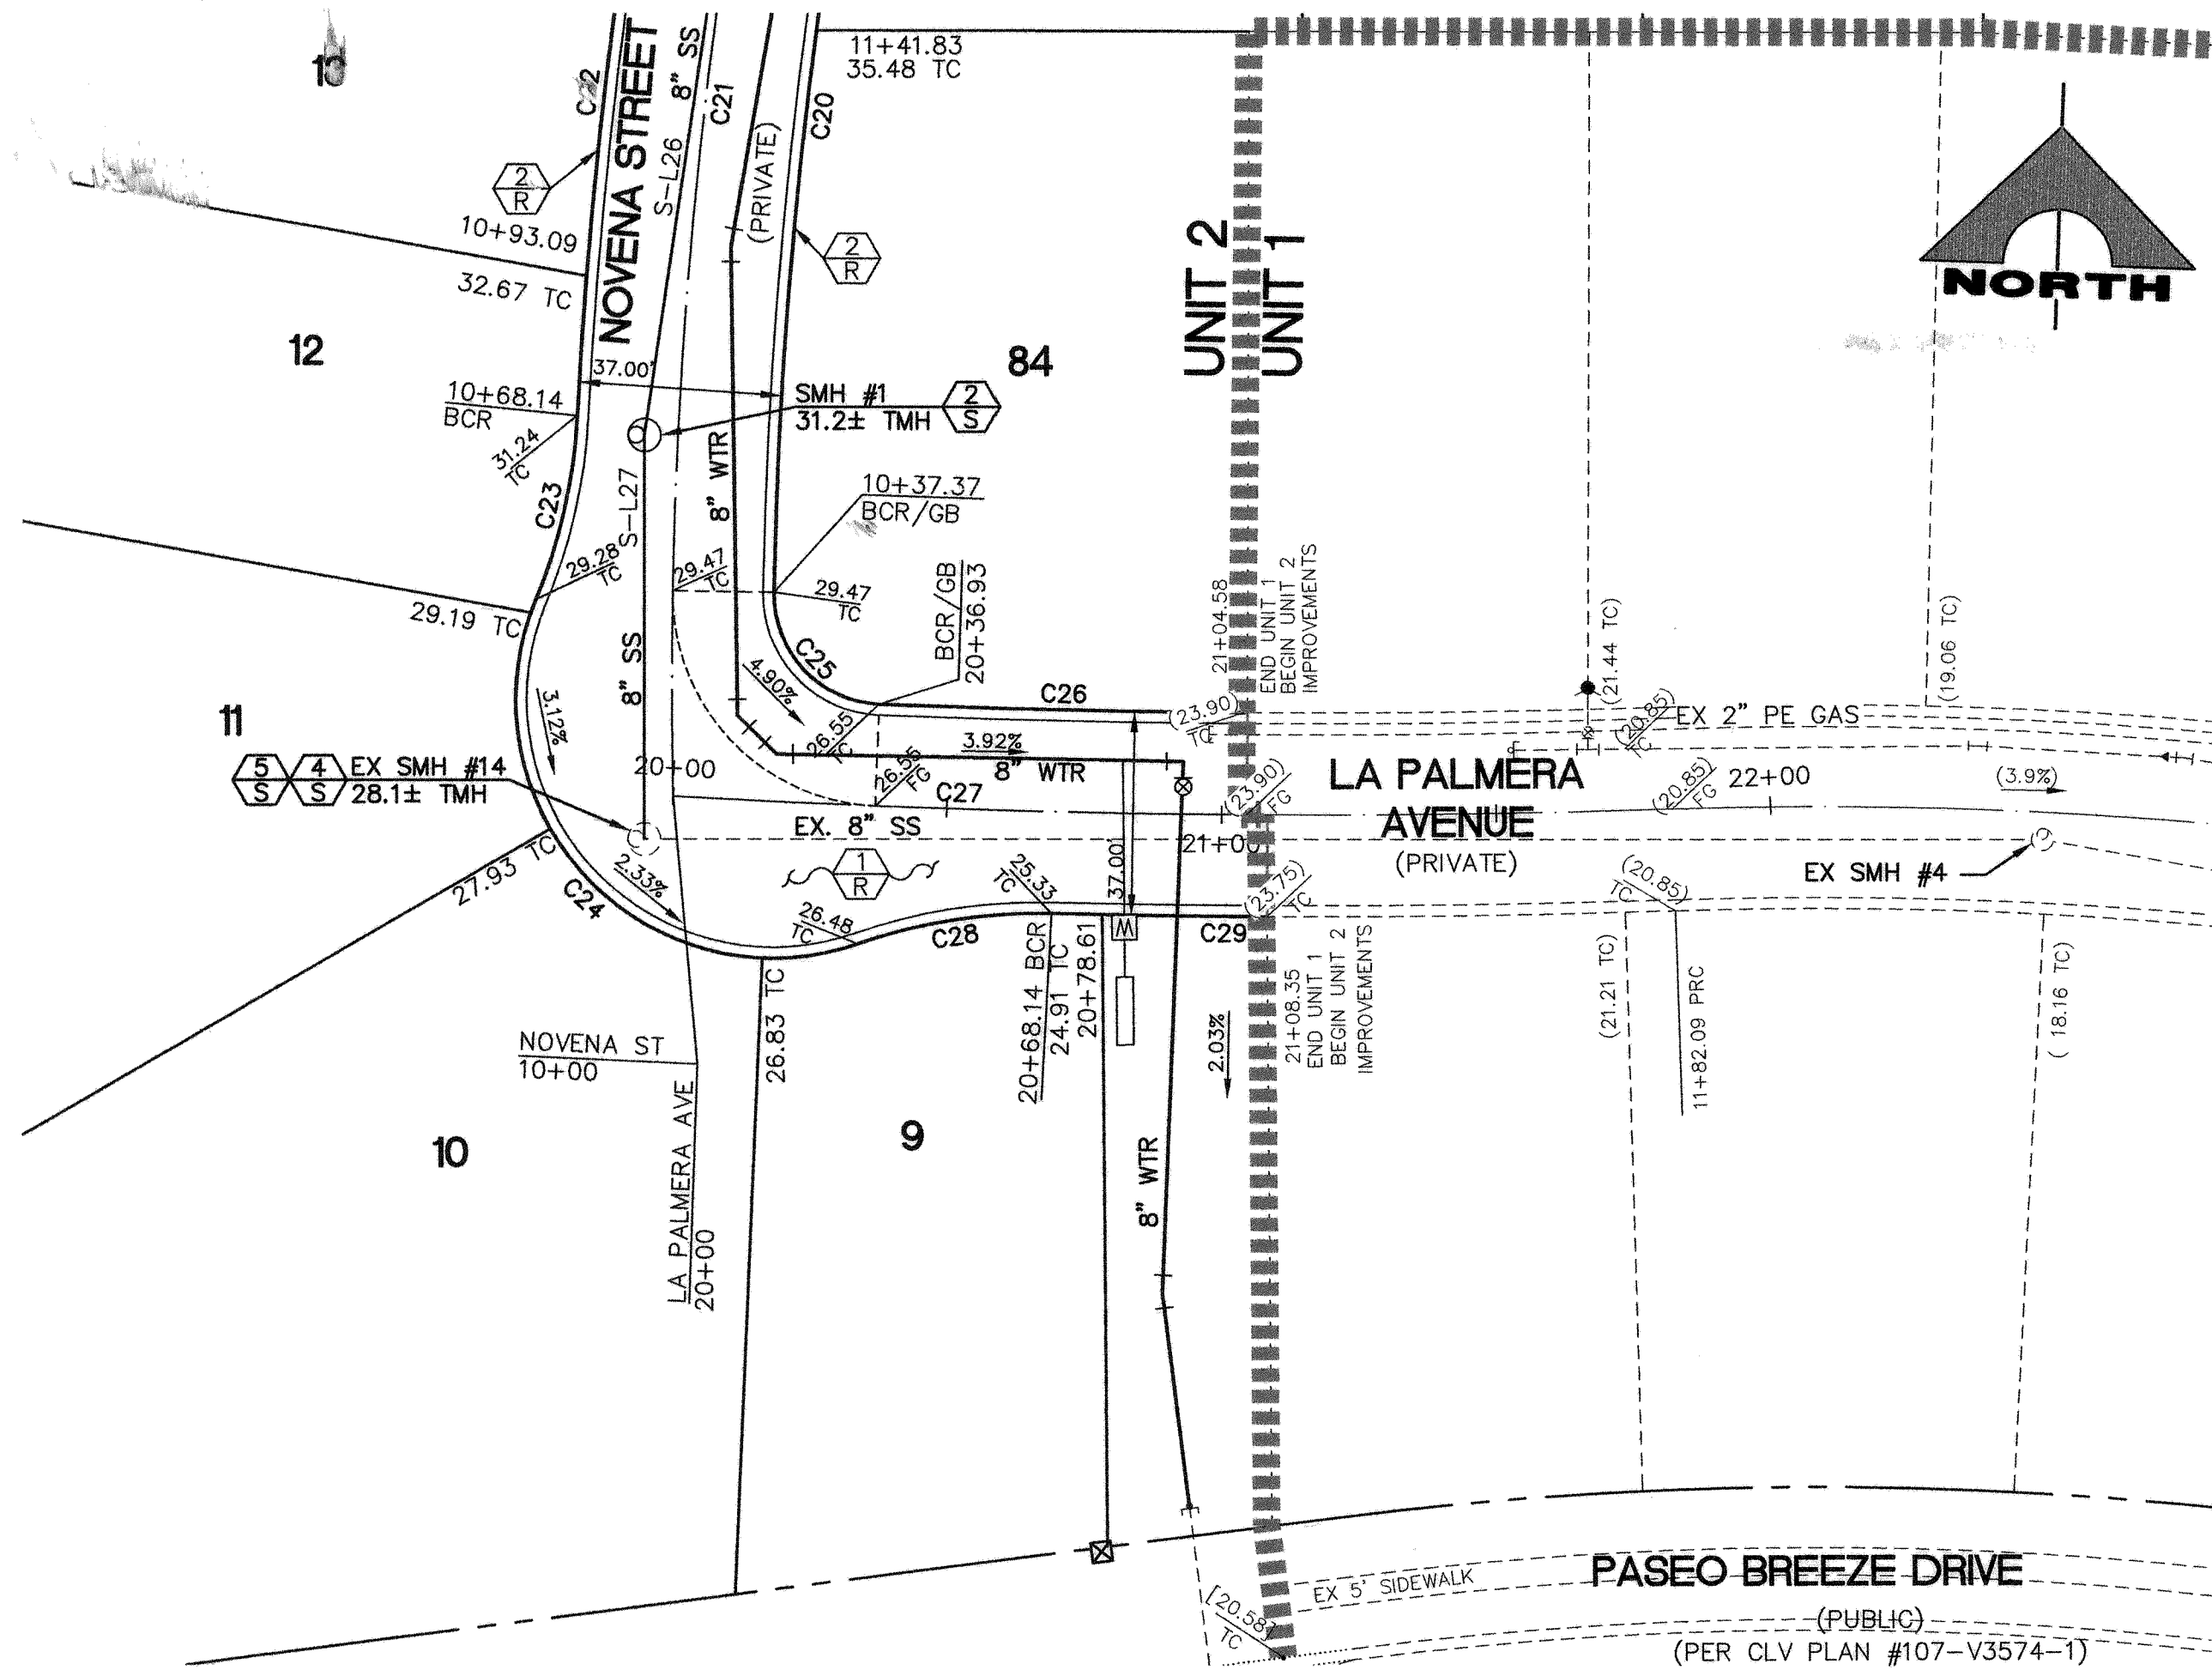 13
C22
NOVENA STREET
S-L26
8" SS
C21
(PRIVATE)
C20
11+41.83
35.48 TC
2
R
10+93.09
32.67 TC
2
R
UNIT 2
UNIT 1
NORTH
12
84
37.00'
10+68.14
BCR
31.24
TC
SMH #1
31.2± TMH
2
S
C23
S-L27
8" WTR
10+37.37
BCR/GB
29.28
TC
29.47
TC
29.47
TC
29.19 TC
BCR/GB
20+36.93
21+04.58
END UNIT 1
BEGIN UNIT 2
IMPROVEMENTS
(21.44 TC)
(19.06 TC)
8" SS
4.90%
C25
C26
11
3.12%
(23.90)
TC
(20.85)
TC
EX 2" PE GAS
26.55
TC
3.92%
8" WTR
5
S
4
S
EX SMH #14
28.1± TMH
20+00
26.55
FG
C27
(23.90)
FG
LA PALMERA
AVENUE
(PRIVATE)
(20.85)
FG
22+00
(3.9%)
EX. 8" SS
21+00
1
R
27.93 TC
C24
2.33%
26.48
TC
25.33
TC
37.00'
C28
C29
(23.75)
TC
(20.85)
TC
EX SMH #4
W
NOVENA ST
10+00
26.83 TC
20+68.14 BCR
24.91 TC
20+78.61
2.03%
21+08.35
END UNIT 1
BEGIN UNIT 2
IMPROVEMENTS
(21.21 TC)
11+82.09 PRC
( 18.16 TC)
10
9
LA PALMERA AVE
20+00
8" WTR
PASEO BREEZE DRIVE
EX 5' SIDEWALK
(PUBLIC)
[20.58]
TC
(PER CLV PLAN #107-V3574-1)